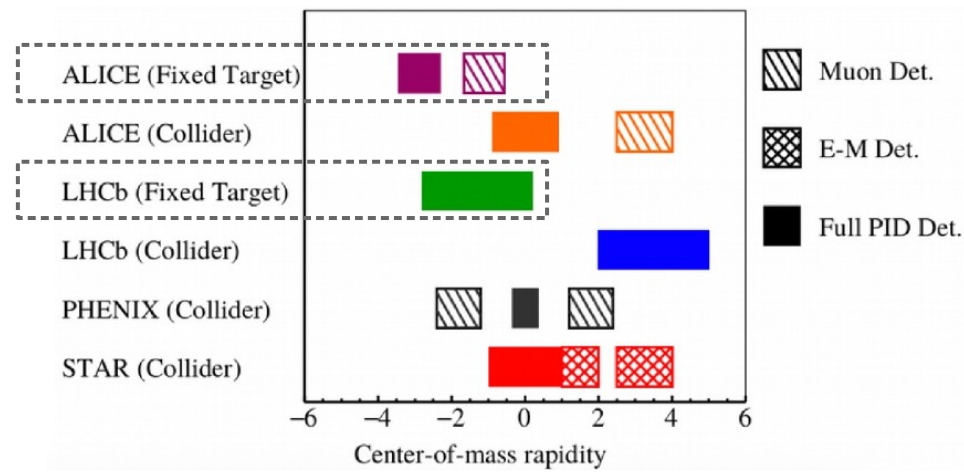 ALICE (Fixed Target)
ALICE (Collider)
LHCb (Fixed Target)
LHCb (Collider)
PHENIX (Collider)
STAR (Collider)
Muon Det.
E-M Det.
Full PID Det.
−6 −4 −2 0 2 4 6
Center-of-mass rapidity